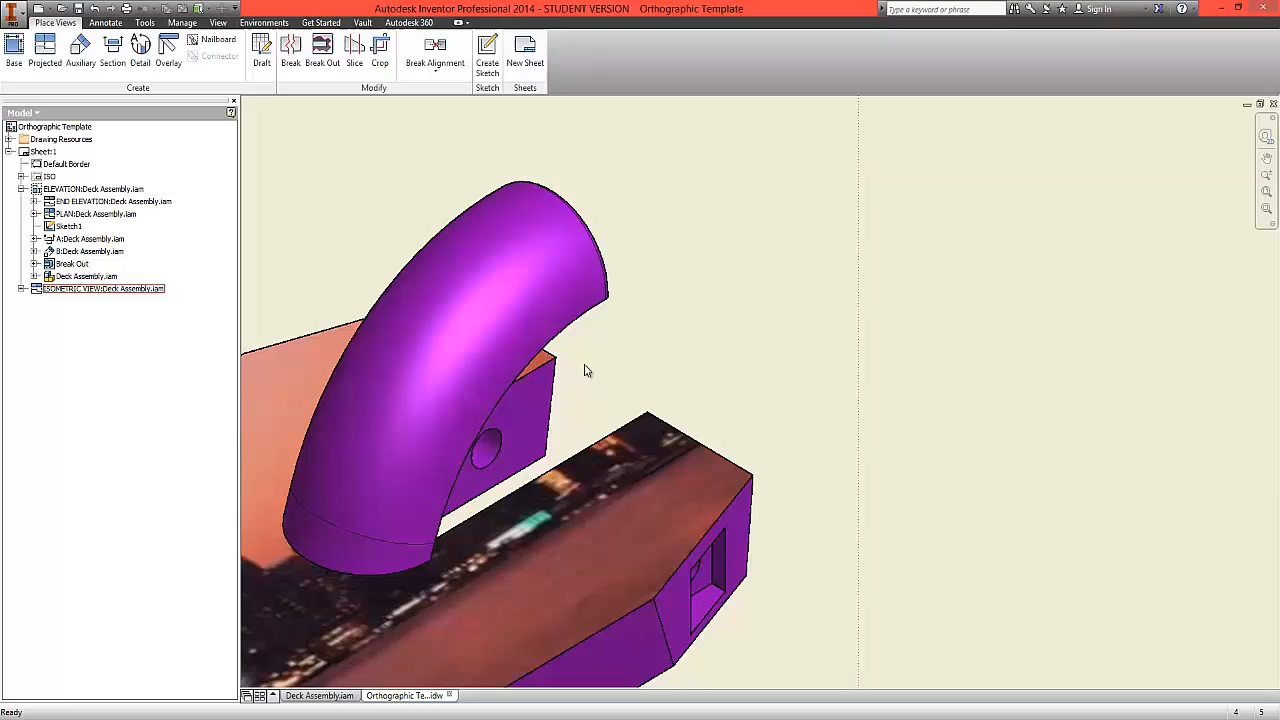 Autodesk Inventor Professional 2014 - STUDENT VERSION Orthographic Template
Type a keyword or phrase
Sign In
PRO
Place Views Annotate Tools Manage View Environments Get Started Vault Autodesk 360
Base Projected Auxiliary Section Detail Overlay
Nailboard
Connector
Draft Break Break Out Slice Crop Break Alignment
Create
Sketch
New Sheet
Create Modify Sketch Sheets
Model
Orthographic Template
Drawing Resources
Sheet:1
Default Border
ISO
ELEVATION:Deck Assembly.iam
END ELEVATION:Deck Assembly.iam
PLAN:Deck Assembly.iam
Sketch1
A:Deck Assembly.iam
B:Deck Assembly.iam
Break Out
Deck Assembly.iam
ISOMETRIC VIEW:Deck Assembly.iam
Deck Assembly.iam Orthographic Te...idw
Ready 4 5